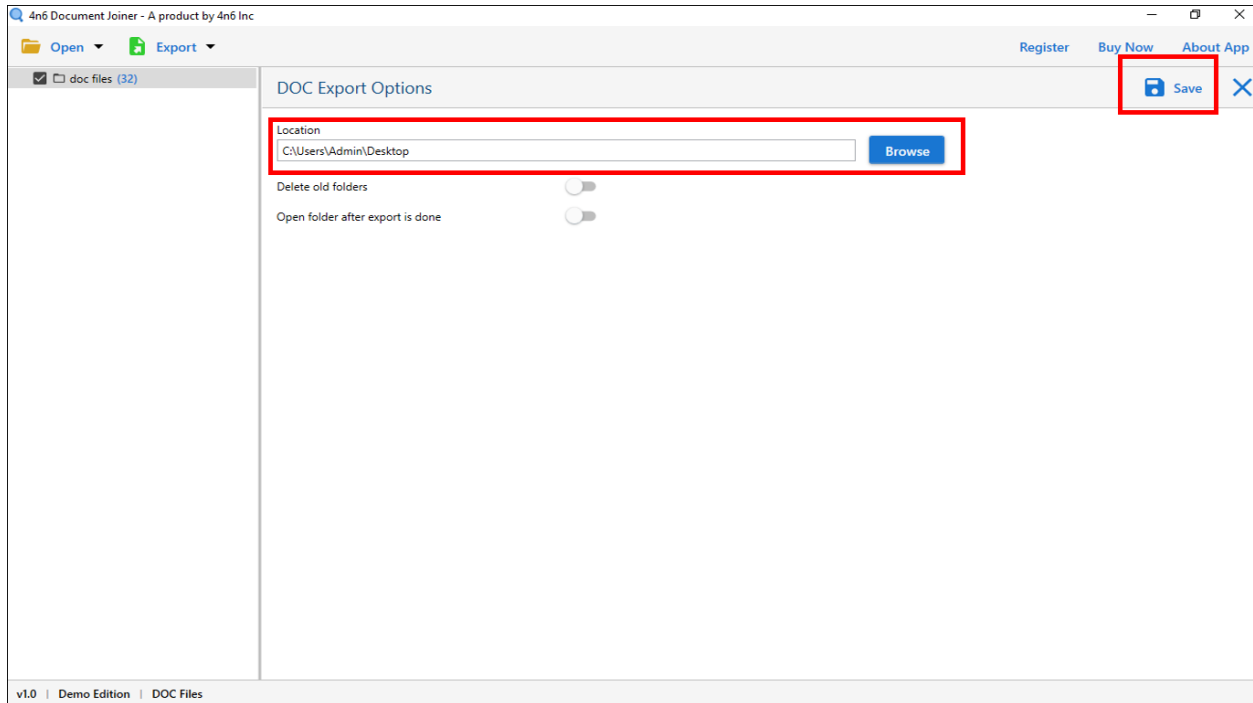 4n6 Document Joiner - A product by 4n6 Inc
Open Export Register Buy Now About App
doc files (32)
DOC Export Options Save
Location
C:\Users\Admin\Desktop Browse
Delete old folders
Open folder after export is done
v1.0 | Demo Edition | DOC Files